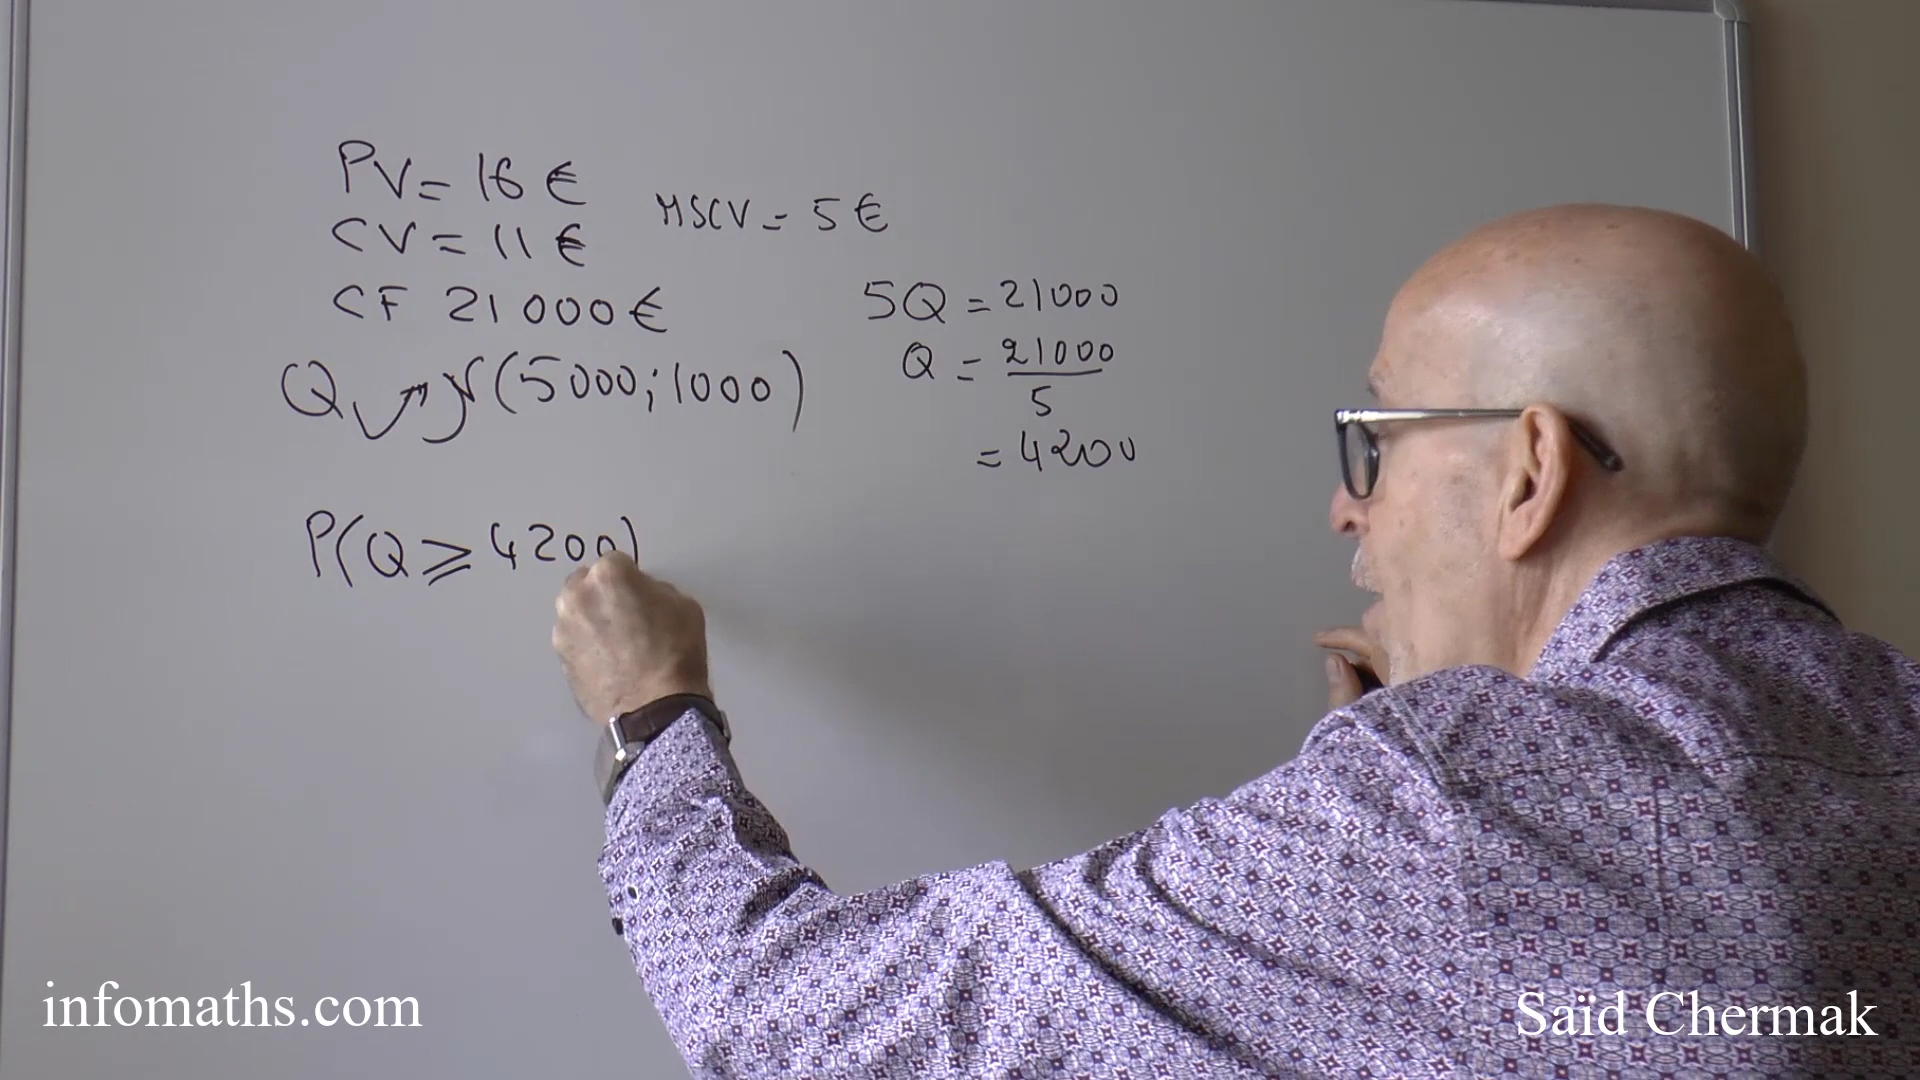 PV = 16 €
CV = 11 €
MSCV = 5 €
CF 21 000 €
Q ↝ N(5000; 1000)
5Q = 21000
Q = 21000
5
= 4200
P(Q ⩾ 4200)
infomaths.com
Saïd Chermak